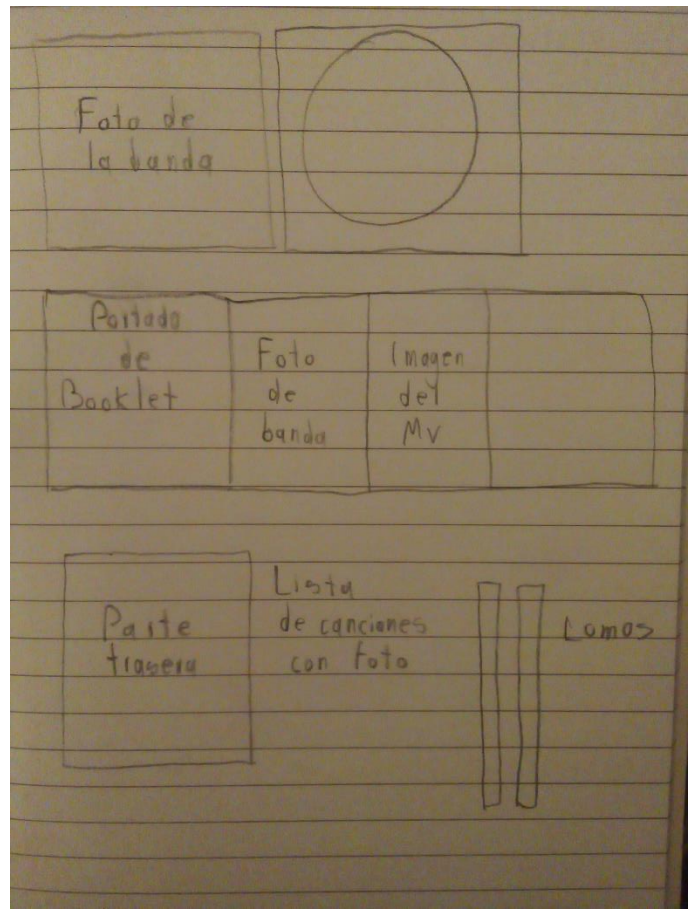 Foto de
la banda
Portada
de
Booklet
Foto
de
banda
Imagen
del
MV
Parte
trasera
Lista
de canciones
con foto
Lomos